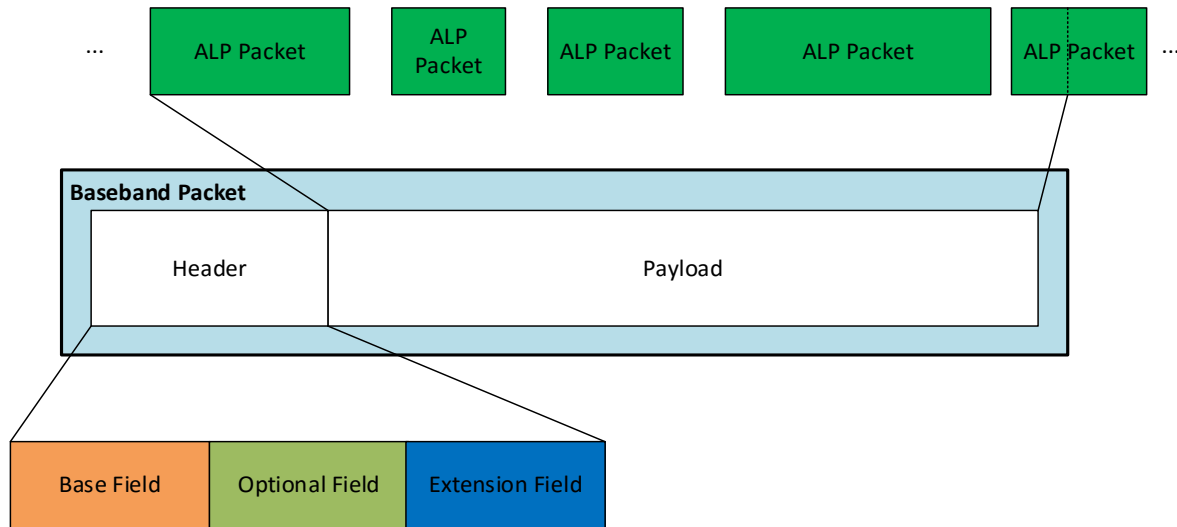 ...
ALP Packet
ALP
Packet
ALP Packet
ALP Packet
ALP Packet
...
Baseband Packet
Header
Payload
Base Field
Optional Field
Extension Field